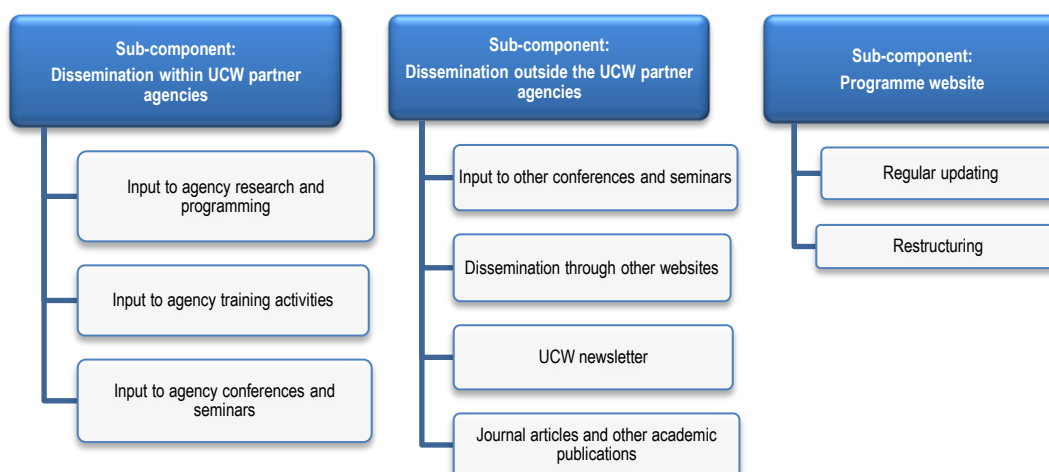 Sub-component:
Dissemination within UCW partner
agencies
Input to agency research and
programming
Input to agency training activities
Input to agency conferences and
seminars
Sub-component:
Dissemination outside the UCW partner
agencies
Input to other conferences and seminars
Dissemination through other websites
UCW newsletter
Journal articles and other academic
publications
Sub-component:
Programme website
Regular updating
Restructuring